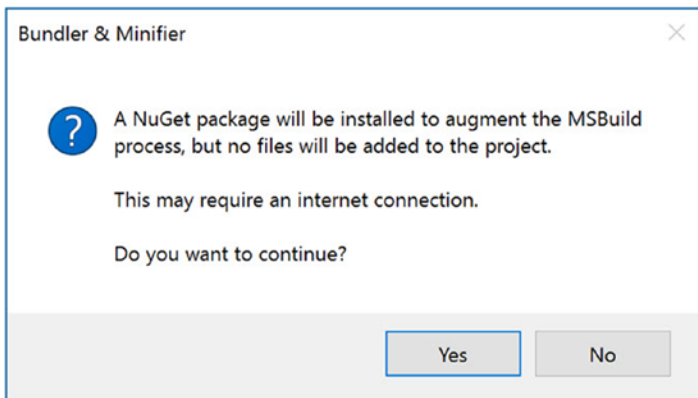 Bundler & Minifier
A NuGet package will be installed to augment the MSBuild
process, but no files will be added to the project.
This may require an internet connection.
Do you want to continue?
Yes No